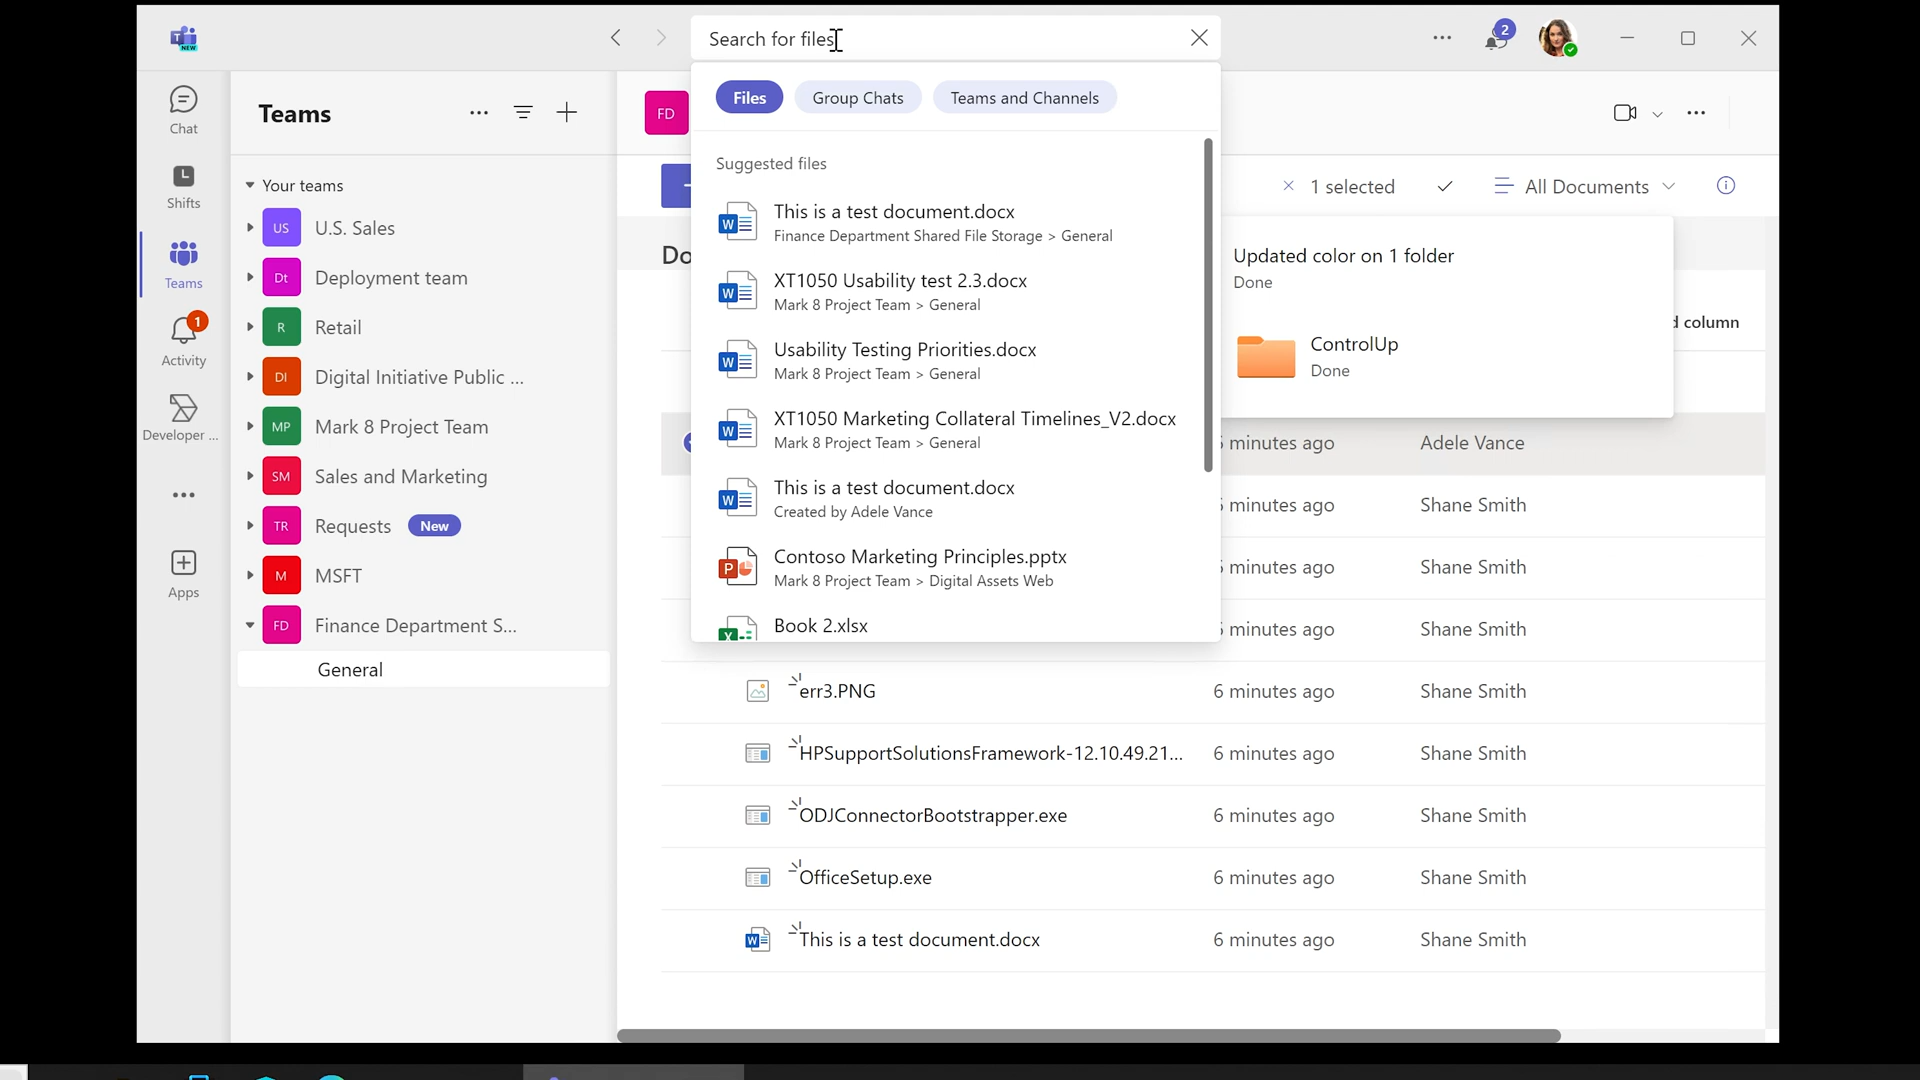 NEW
Search for files
2
Chat
Shifts
Teams
Activity
1
Developer ...
Apps
Teams
Your teams
US
U.S. Sales
Dt
Deployment team
R
Retail
DI
Digital Initiative Public ...
MP
Mark 8 Project Team
SM
Sales and Marketing
TR
Requests
New
M
MSFT
FD
Finance Department S...
General
FD
Files
Group Chats
Teams and Channels
Suggested files
This is a test document.docx
Finance Department Shared File Storage > General
XT1050 Usability test 2.3.docx
Mark 8 Project Team > General
Usability Testing Priorities.docx
Mark 8 Project Team > General
XT1050 Marketing Collateral Timelines_V2.docx
Mark 8 Project Team > General
This is a test document.docx
Created by Adele Vance
Contoso Marketing Principles.pptx
Mark 8 Project Team > Digital Assets Web
Book 2.xlsx
1 selected
All Documents
Do
Updated color on 1 folder
Done
ControlUp
Done
d column
minutes ago Adele Vance
minutes ago Shane Smith
minutes ago Shane Smith
minutes ago Shane Smith
err3.PNG 6 minutes ago Shane Smith
HPSupportSolutionsFramework-12.10.49.21... 6 minutes ago Shane Smith
ODJConnectorBootstrapper.exe 6 minutes ago Shane Smith
OfficeSetup.exe 6 minutes ago Shane Smith
This is a test document.docx 6 minutes ago Shane Smith